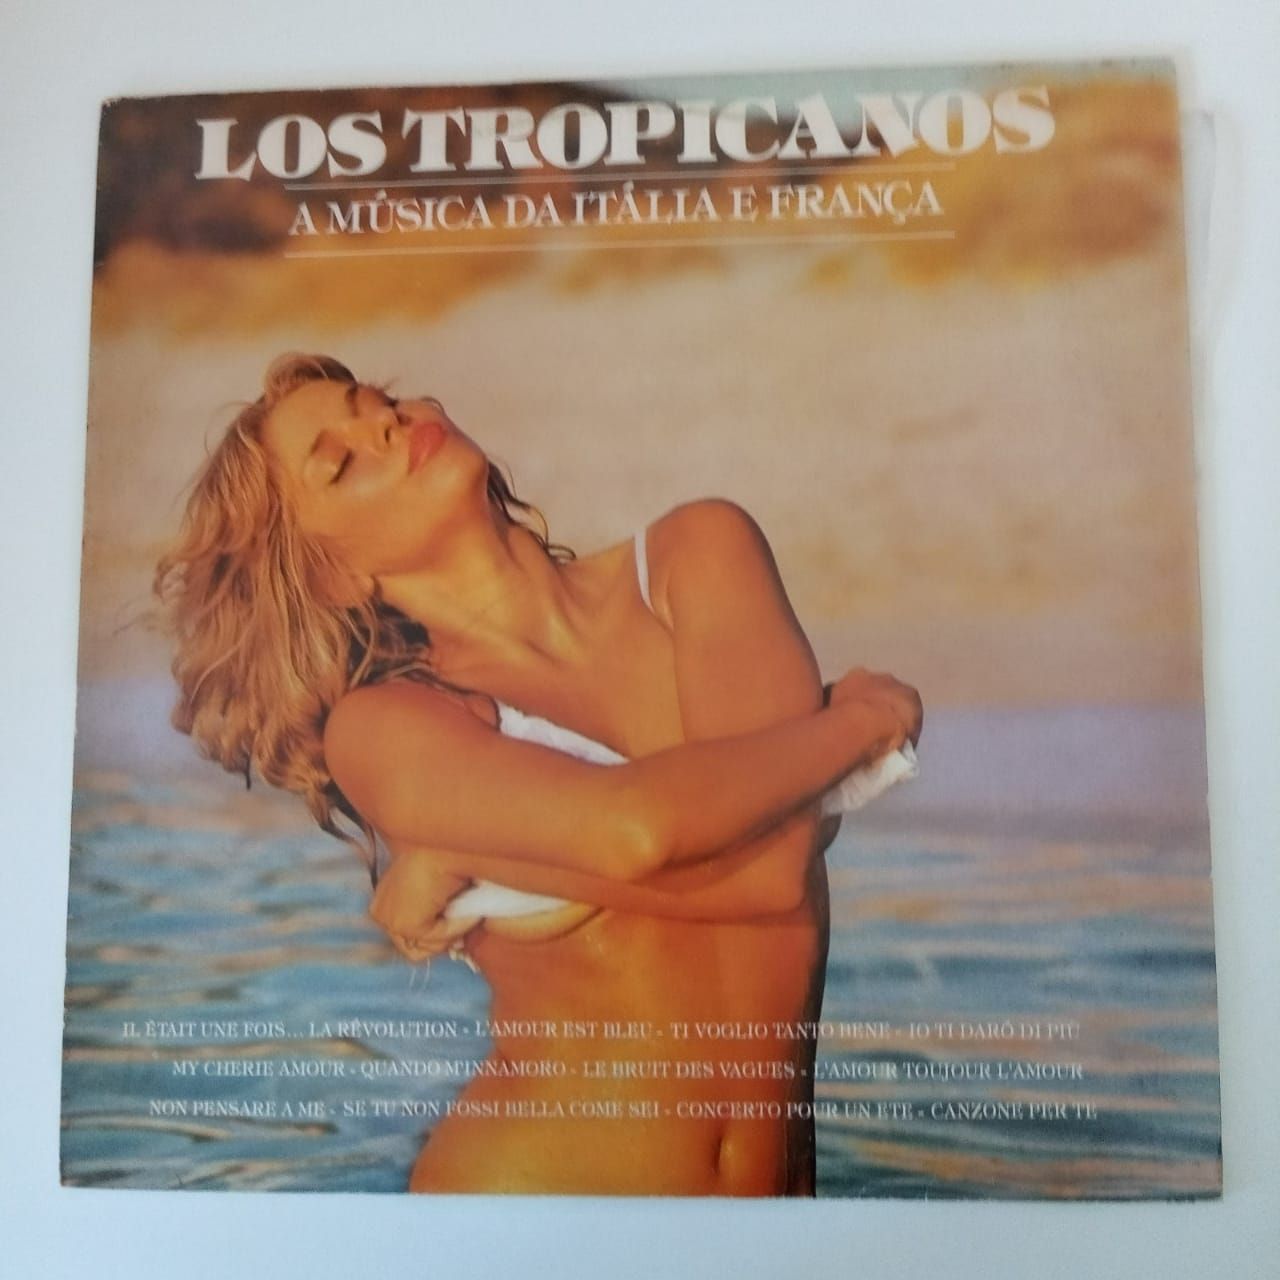 LOS TROPICANOS
A MÚSICA DA ITÁLIA E FRANÇA
IL ÉTAIT UNE FOIS... LA RÉVOLUTION - L'AMOUR EST BLEU - TI VOGLIO TANTO BENE - IO TI DARÓ DI PIÙ
MY CHERIE AMOUR - QUANDO M'INNAMORO - LE BRUIT DES VAGUES - L'AMOUR TOUJOUR L'AMOUR
NON PENSARE A ME - SE TU NON FOSSI BELLA COME SEI - CONCERTO POUR UN ETE - CANZONE PER TE